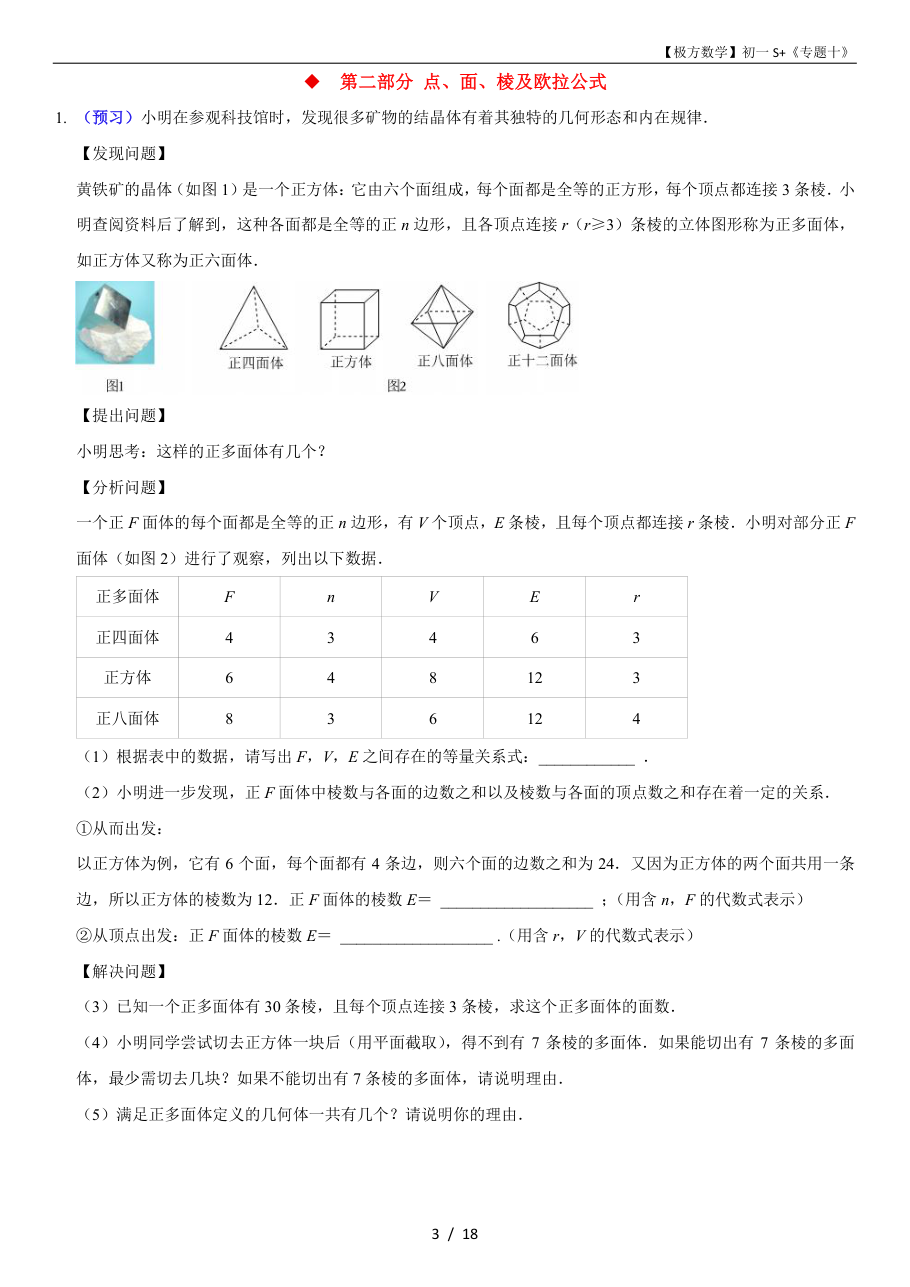 【极方数学】初一 S+《专题十》
◆ 第二部分 点、面、棱及欧拉公式
1. （预习）小明在参观科技馆时，发现很多矿物的结晶体有着其独特的几何形态和内在规律．
【发现问题】
黄铁矿的晶体（如图 1）是一个正方体：它由六个面组成，每个面都是全等的正方形，每个顶点都连接 3 条棱．小
明查阅资料后了解到，这种各面都是全等的正 n 边形，且各顶点连接 r（r≥3）条棱的立体图形称为正多面体，
如正方体又称为正六面体．
正四面体 正方体 正八面体 正十二面体
图1 图2
【提出问题】
小明思考：这样的正多面体有几个？
【分析问题】
一个正 F 面体的每个面都是全等的正 n 边形，有 V 个顶点，E 条棱，且每个顶点都连接 r 条棱．小明对部分正 F
面体（如图 2）进行了观察，列出以下数据．
正多面体 F n V E r
正四面体 4 3 4 6 3
正方体 6 4 8 12 3
正八面体 8 3 6 12 4
（1）根据表中的数据，请写出 F，V，E 之间存在的等量关系式：____________ ．
（2）小明进一步发现，正 F 面体中棱数与各面的边数之和以及棱数与各面的顶点数之和存在着一定的关系．
①从而出发：
以正方体为例，它有 6 个面，每个面都有 4 条边，则六个面的边数之和为 24．又因为正方体的两个面共用一条
边，所以正方体的棱数为 12．正 F 面体的棱数 E＝ ___________________ ；（用含 n，F 的代数式表示）
②从顶点出发：正 F 面体的棱数 E＝ ___________________ .（用含 r，V 的代数式表示）
【解决问题】
（3）已知一个正多面体有 30 条棱，且每个顶点连接 3 条棱，求这个正多面体的面数．
（4）小明同学尝试切去正方体一块后（用平面截取），得不到有 7 条棱的多面体．如果能切出有 7 条棱的多面
体，最少需切去几块？如果不能切出有 7 条棱的多面体，请说明理由．
（5）满足正多面体定义的几何体一共有几个？请说明你的理由．
3 / 18